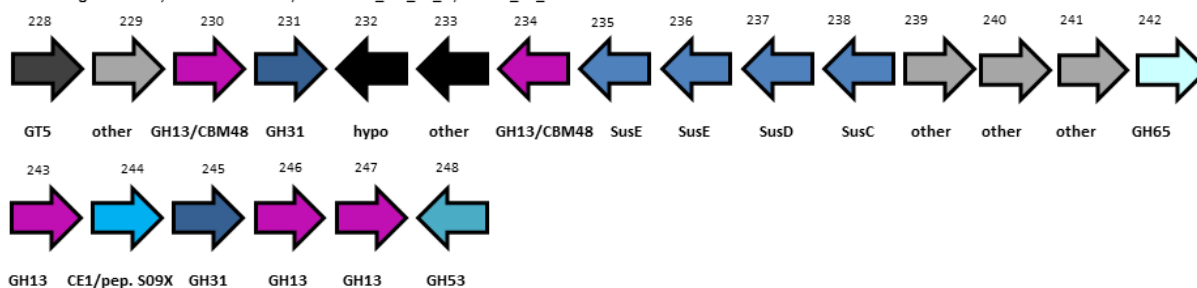 228 229 230 231 232 233 234 235 236 237 238 239 240 241 242
GT5 other GH13/CBM48 GH31 hypo other GH13/CBM48 SusE SusE SusD SusC other other other GH65
243 244 245 246 247 248
GH13 CE1/pep. S09X GH31 GH13 GH13 GH53